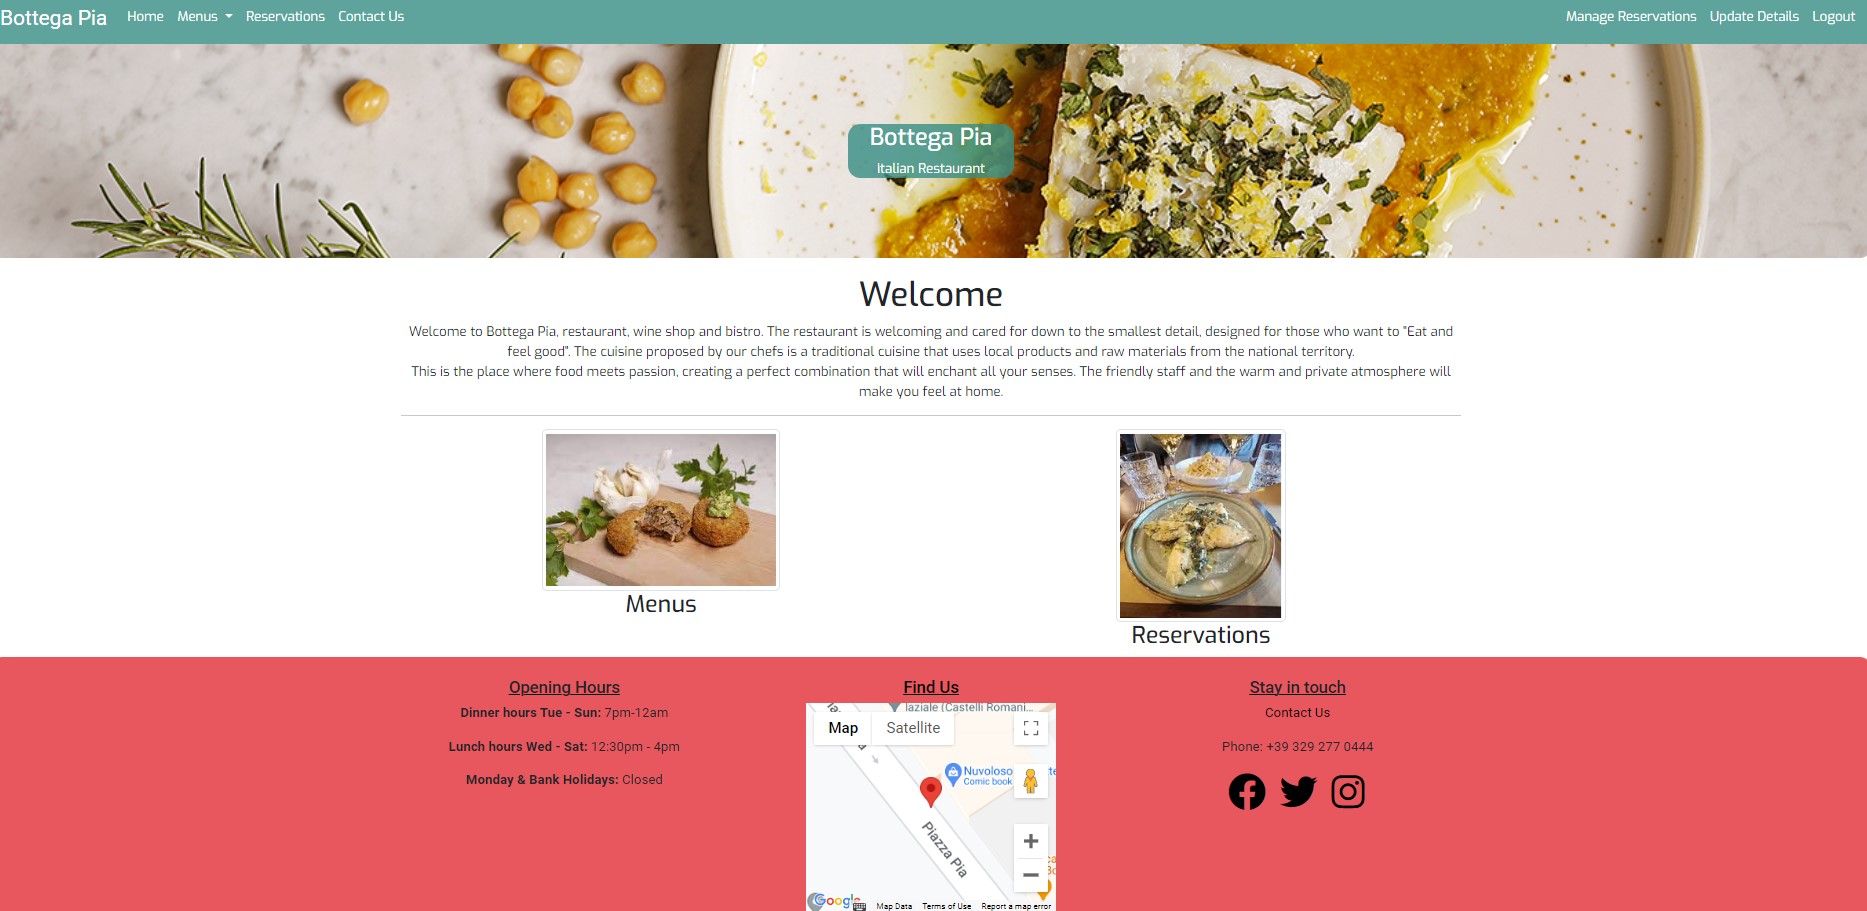 Bottega Pia Home Menus Reservations Contact Us Manage Reservations Update Details Logout
Bottega Pia
Italian Restaurant
Welcome
Welcome to Bottega Pia, restaurant, wine shop and bistro. The restaurant is welcoming and cared for down to the smallest detail, designed for those who want to "Eat and
feel good". The cuisine proposed by our chefs is a traditional cuisine that uses local products and raw materials from the national territory.
This is the place where food meets passion, creating a perfect combination that will enchant all your senses. The friendly staff and the warm and private atmosphere will
make you feel at home.
Menus
Reservations
Opening Hours
Dinner hours Tue - Sun: 7pm-12am
Lunch hours Wed - Sat: 12:30pm - 4pm
Monday & Bank Holidays: Closed
Find Us
laziale (Castelli Romani...
Map Satellite
Nuvoloso
Comic book
Piazza Pia
Google Map Data Terms of Use Report a map error
Stay in touch
Contact Us
Phone: +39 329 277 0444